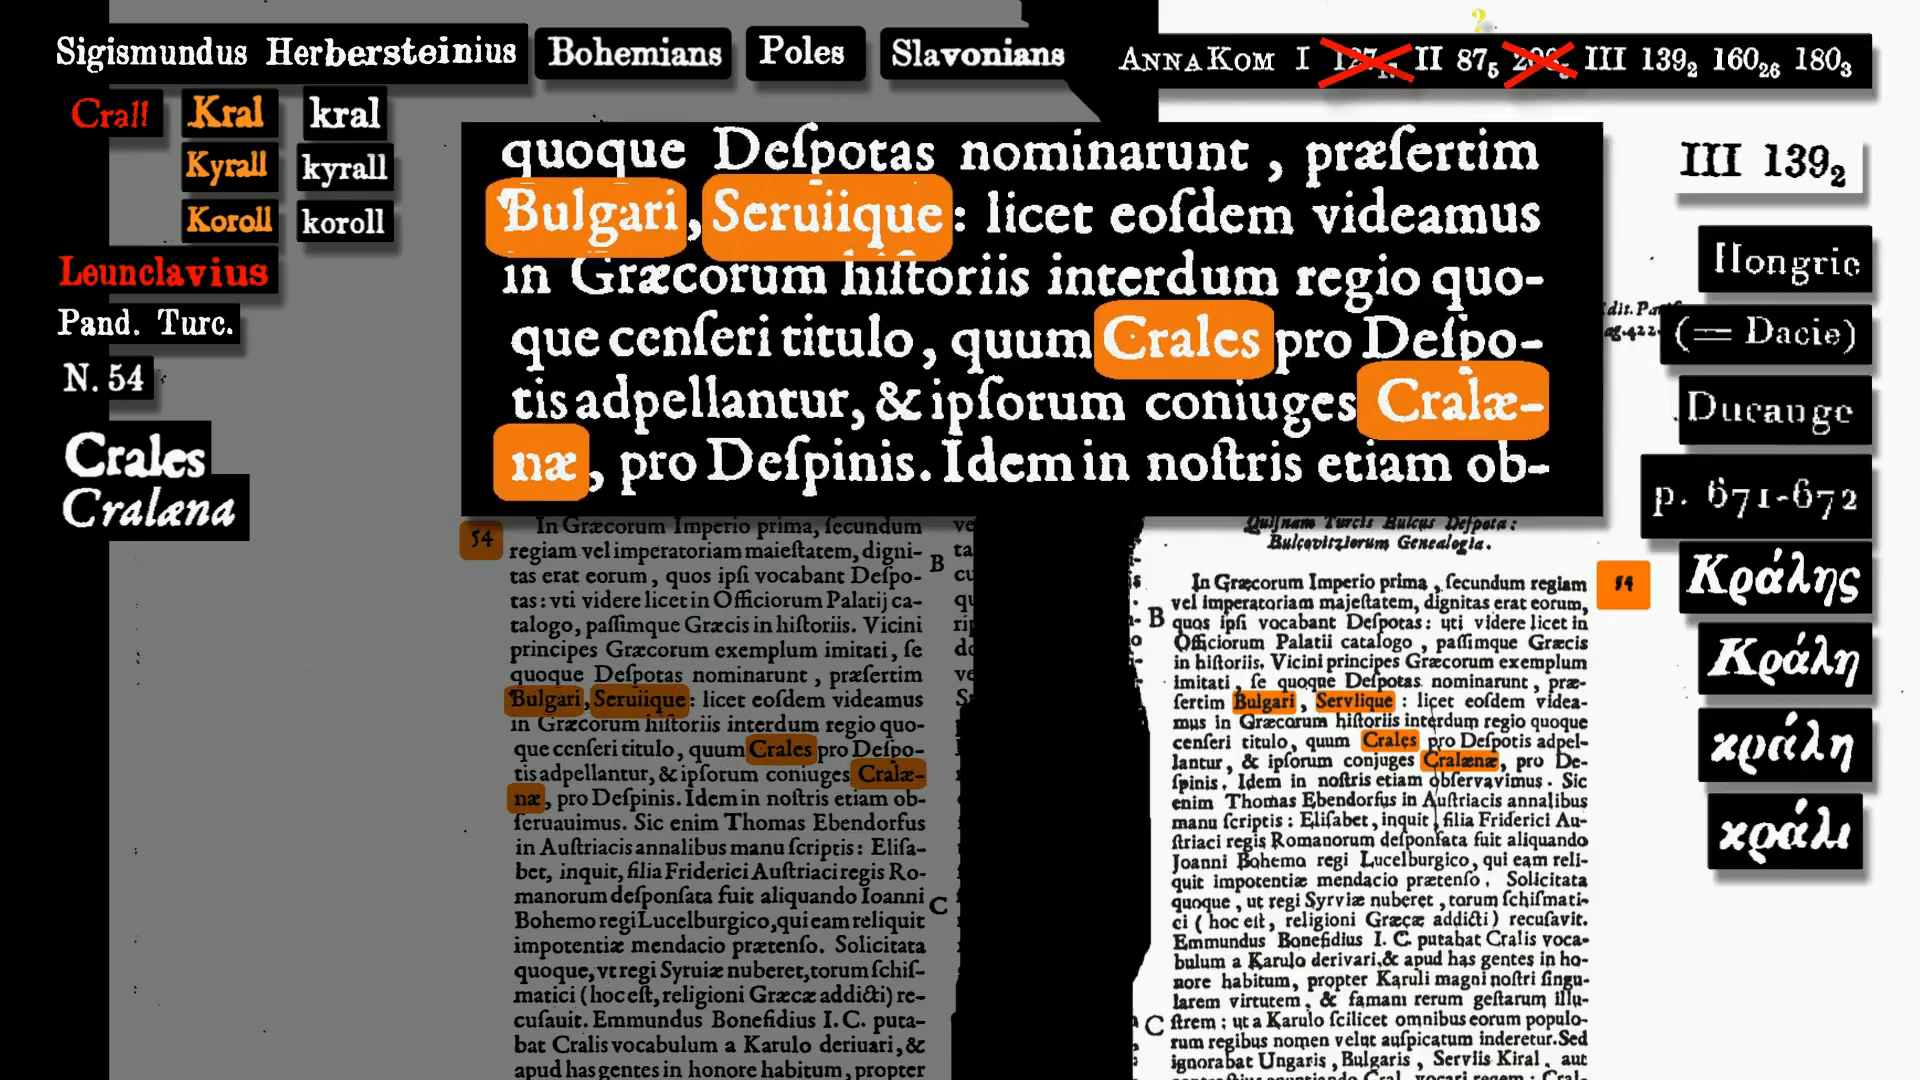 Sigismundus Herbersteinius
Bohemians
Poles
Slavonians
?
ANNA KOM I II 87₅ III 139₂ 160₂₆ 180₃
Crall
Kral
kral
Kyrall
kyrall
Koroll
koroll
Leunclavius
Pand. Turc.
N. 54
Crales
Cralæna
quoque Deſpotas nominarunt , præſertim
Bulgari, Seruiique: licet eoſdem videamus
in Græcorum hiſtoriis interdum regio quo-
que cenſeri titulo, quum Crales pro Deſpo-
tis adpellantur, & ipſorum coniuges Cralæ-
næ, pro Deſpinis. Idem in noſtris etiam ob-
III 139₂
Hongrie
(= Dacie)
Ducange
p. 671-672
Κράλης
Κράλη
κράλη
κράλι
54
In Græcorum Imperio prima, ſecundum
regiam vel imperatoriam maieſtatem, digni-
tas erat eorum, quos ipſi vocabant Deſpo-
tas: vti videre licet in Officiorum Palatij ca-
talogo, paſſimque Græcis in hiſtoriis. Vicini
principes Græcorum exemplum imitati, ſe
quoque Deſpotas nominarunt , præſertim
Bulgari, Seruiique: licet eoſdem videamus
in Græcorum hiſtoriis interdum regio quo-
que cenſeri titulo, quum Crales pro Deſpo-
tis adpellantur, & ipſorum coniuges Cralæ-
næ, pro Deſpinis. Idem in noſtris etiam ob-
ſeruauimus. Sic enim Thomas Ebendorfus
in Auſtriacis annalibus manu ſcriptis: Eliſa-
bet, inquit, filia Friderici Auſtriaci regis Ro-
manorum deſponſata fuit aliquando Ioanni
Bohemo regi Lucelburgico, qui eam reliquit
impotentiæ mendacio prætenſo. Solicitata
quoque, vt regi Syruiæ nuberet, torum ſchiſ-
matici (hoc eſt, religioni Græcæ addicti) re-
cuſauit. Emmundus Bonefidius I. C. puta-
bat Cralis vocabulum a Karulo deriuari, &
apud has gentes in honore habitum, propter
B
C
Quiſnam Turcis Bulcus Deſpota:
Bulcovitziorum Genealogia.
54
In Græcorum Imperio prima, ſecundum regiam
vel imperatoriam majeſtatem, dignitas erat eorum,
quos ipſi vocabant Deſpotas: uti videre licet in
Officiorum Palatii catalogo, paſſimque Græcis
in hiſtoriis. Vicini principes Græcorum exemplum
imitati, ſe quoque Deſpotas nominarunt, præ-
ſertim Bulgari, Servlique: licet eoſdem videa-
mus in Græcorum hiſtoriis interdum regio quoque
cenſeri titulo, quum Crales pro Deſpotis adpel-
lantur, & ipſorum conjuges Cralænæ, pro De-
ſpinis. Idem in noſtris etiam obſervavimus. Sic
enim Thomas Ebendorfus in Auſtriacis annalibus
manu ſcriptis: Eliſabet, inquit, filia Friderici Au-
ſtriaci regis Romanorum deſponſata fuit aliquando
Joanni Bohemo regi Lucelburgico, qui eam reli-
quit impotentiæ mendacio prætenſo. Solicitata
quoque, ut regi Syrviæ nuberet, torum ſchiſmati-
ci (hoc eſt, religioni Græcæ addicti) recuſavit.
Emmundus Bonefidius I. C. putabat Cralis voca-
bulum a Karulo derivari, & apud has gentes in ho-
nore habitum, propter Karuli magni noſtri ſingu-
larem virtutem, & famam rerum geſtarum illu-
ſtrem: ut a Karulo ſcilicet omnibus eorum populo-
rum regibus nomen velut auſpicatum inderetur. Sed
ignorabat Ungaris, Bulgaris, Serviis Kiral, aut
B
C